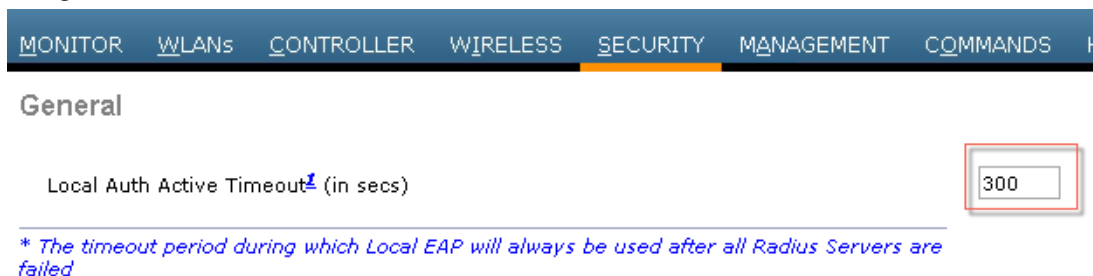 MONITOR WLANs CONTROLLER WIRELESS SECURITY MANAGEMENT COMMANDS
General
Local Auth Active Timeout1 (in secs) 300
* The timeout period during which Local EAP will always be used after all Radius Servers are
failed